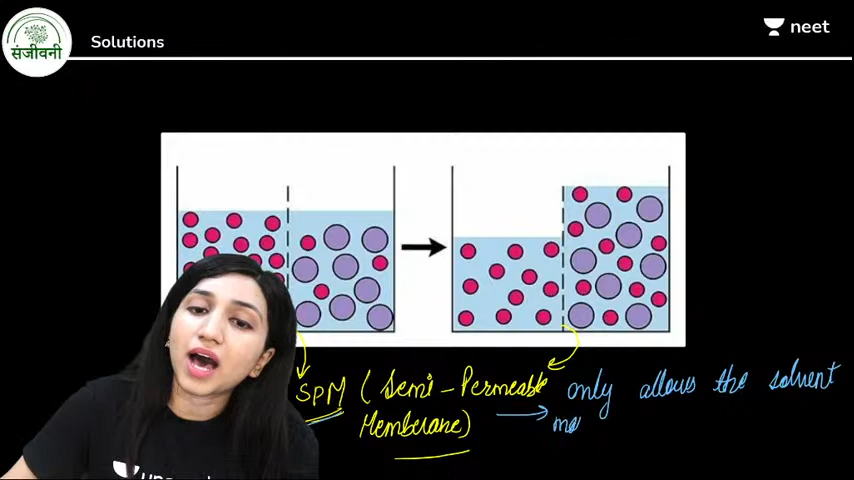 संजीवनी
Solutions
neet
SPM (Semi-Permeable only allows the solvent
Membrane)